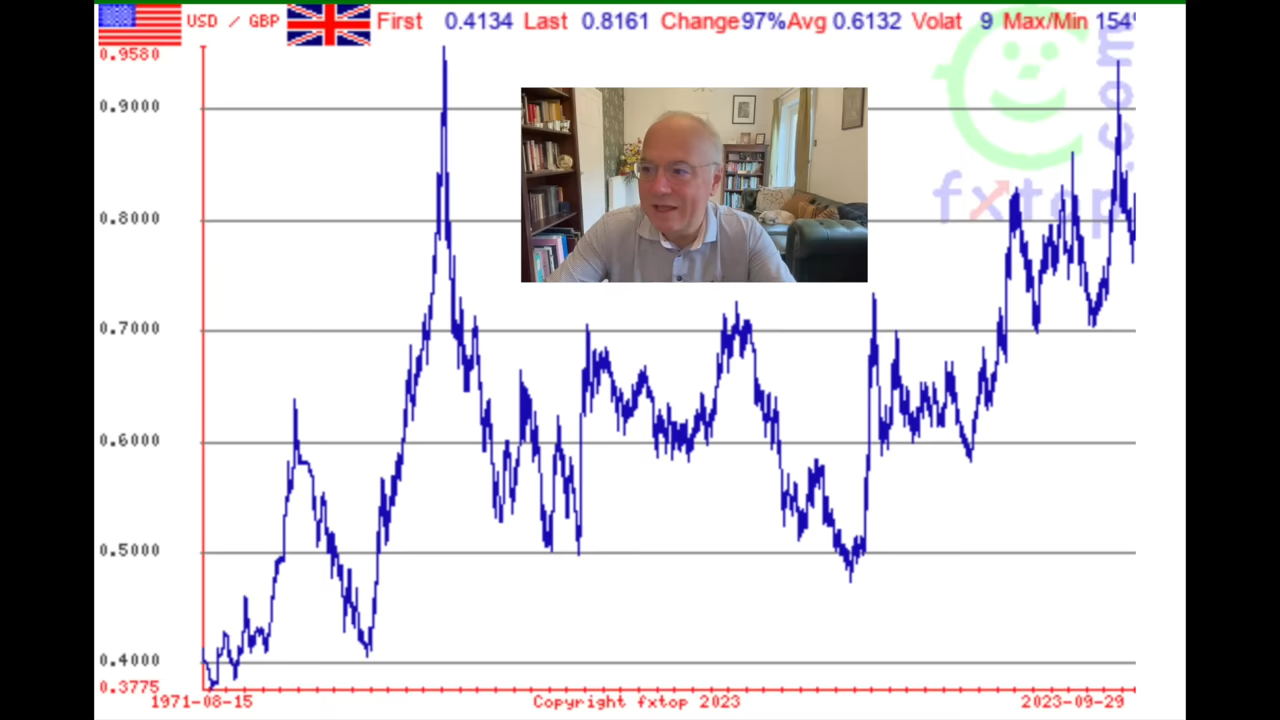 USD / GBP First 0.4134 Last 0.8161 Change 97% Avg 0.6132 Volat 9 Max/Min 154
0.9580
0.9000
0.8000
0.7000
0.6000
0.5000
0.4000
0.3775
fxtop.com
1971-08-15 Copyright fxtop 2023 2023-09-29